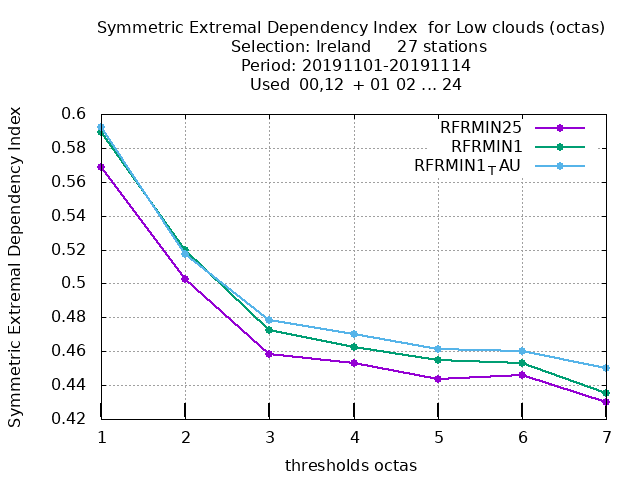 Symmetric Extremal Dependency Index  for Low clouds (octas)
Selection: Ireland     27 stations
Period: 20191101-20191114
Used  00,12  + 01 02 ... 24
RFRMIN25
RFRMIN1
RFRMIN1_TAU
Symmetric Extremal Dependency Index
0.6
0.58
0.56
0.54
0.52
0.5
0.48
0.46
0.44
0.42
1 2 3 4 5 6 7
thresholds octas